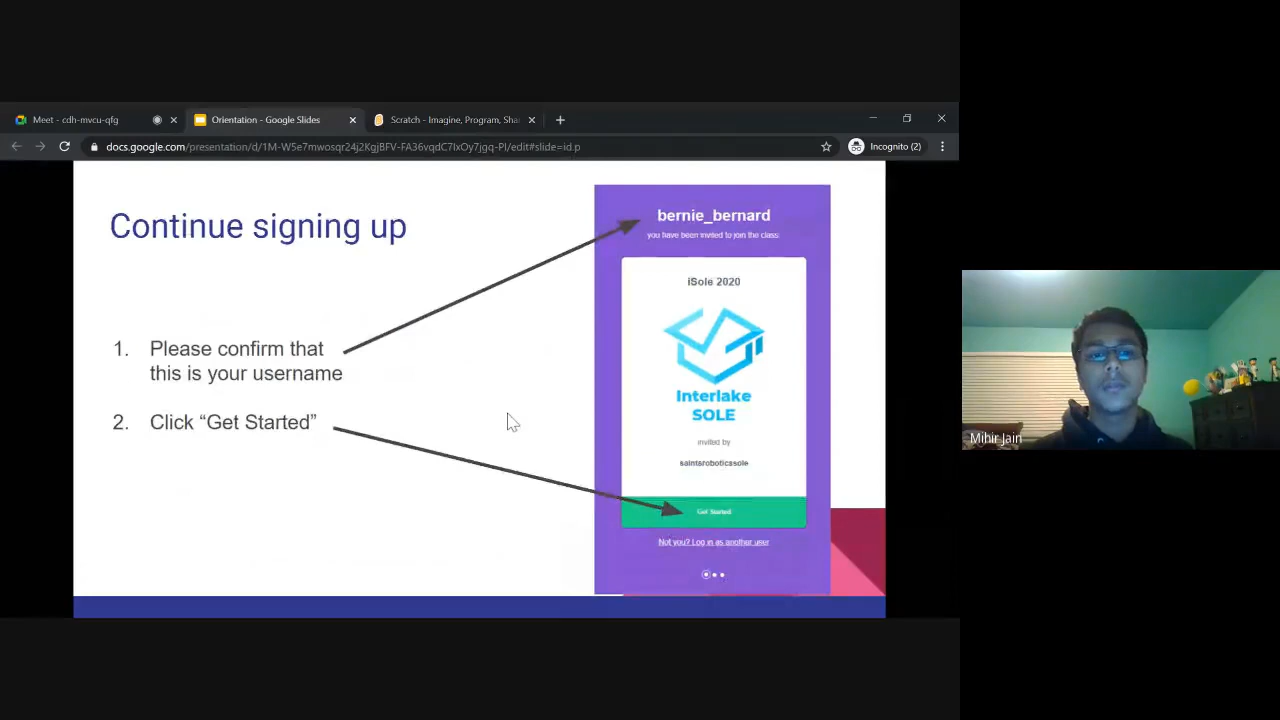 Meet - cdh-mvcu-qfg
Orientation - Google Slides
Scratch - Imagine, Program, Sha
docs.google.com/presentation/d/1M-W5e7mwosqr24j2KgjBFV-FA36vqdC7IxOy7jgq-PI/edit#slide=id.p
Incognito (2)
Continue signing up
1. Please confirm that
this is your username
2. Click “Get Started”
bernie_bernard
you have been invited to join the class:
iSole 2020
Interlake
SOLE
invited by
saintsroboticssole
Get Started
Not you? Log in as another user
Mihir Jain